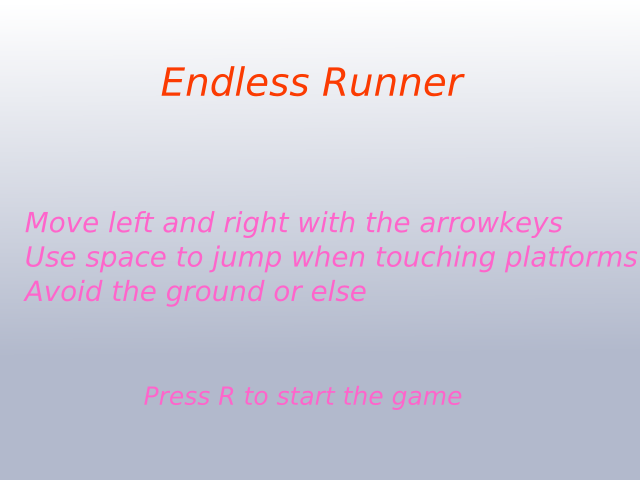 Endless Runner
Move left and right with the arrowkeys
Use space to jump when touching platforms
Avoid the ground or else
Press R to start the game